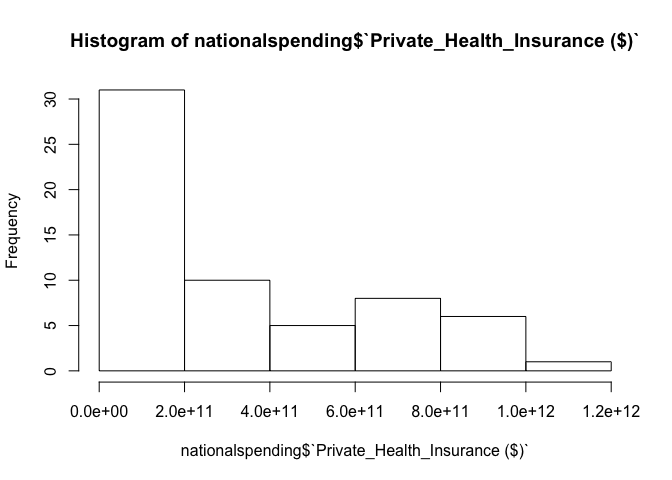 Histogram of nationalspending$`Private_Health_Insurance ($)`
Frequency
30
25
20
15
10
5
0
0.0e+00 2.0e+11 4.0e+11 6.0e+11 8.0e+11 1.0e+12 1.2e+12
nationalspending$`Private_Health_Insurance ($)`